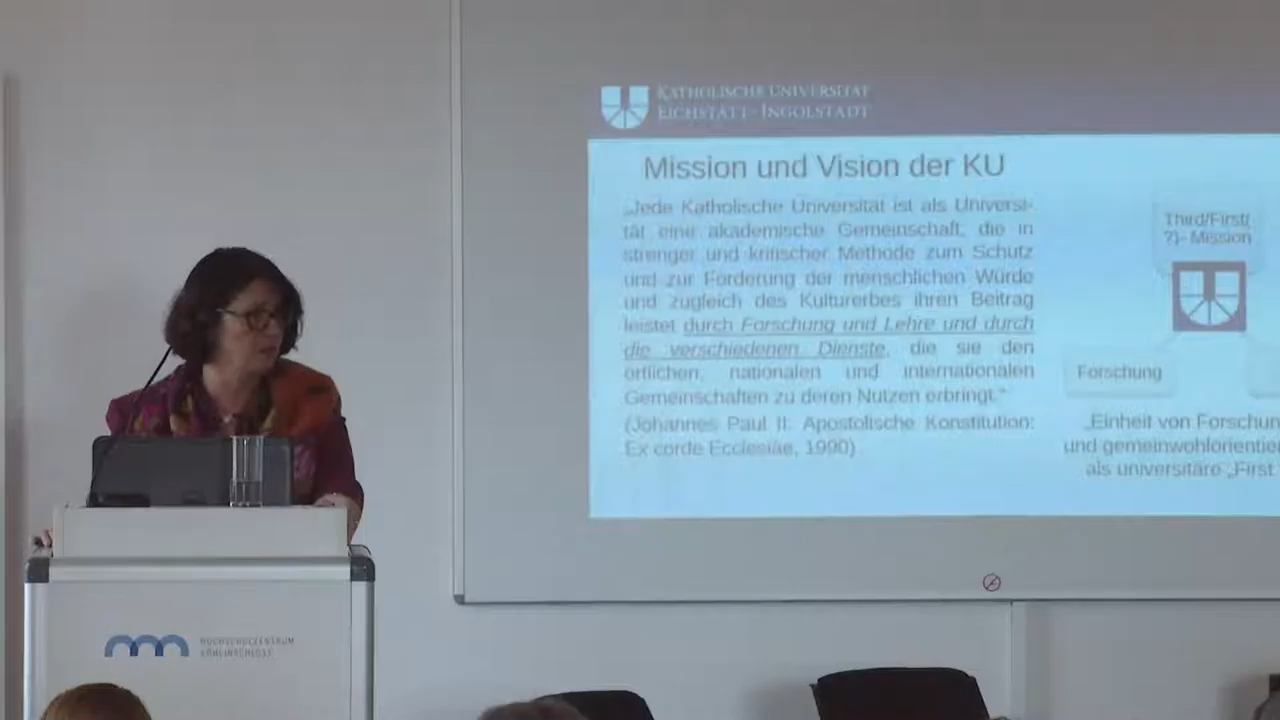 KATHOLISCHE UNIVERSITÄT
EICHSTÄTT - INGOLSTADT
Mission und Vision der KU
„Jede Katholische Universität ist als Universi-
tät eine akademische Gemeinschaft, die in
strenger und kritischer Methode zum Schutz
und zur Förderung der menschlichen Würde
und zugleich des Kulturerbes ihren Beitrag
leistet durch Forschung und Lehre und durch
die verschiedenen Dienste, die sie den
örtlichen, nationalen und internationalen
Gemeinschaften zu deren Nutzen erbringt."
(Johannes Paul II: Apostolische Konstitution:
Ex corde Ecclesiae, 1990)
Third/First(
?)- Mission
Forschung
„Einheit von Forschun
und gemeinwohlorientie
als universitäre „First
HOCHSCHULZENTRUM
VÖHLINSCHLOSS